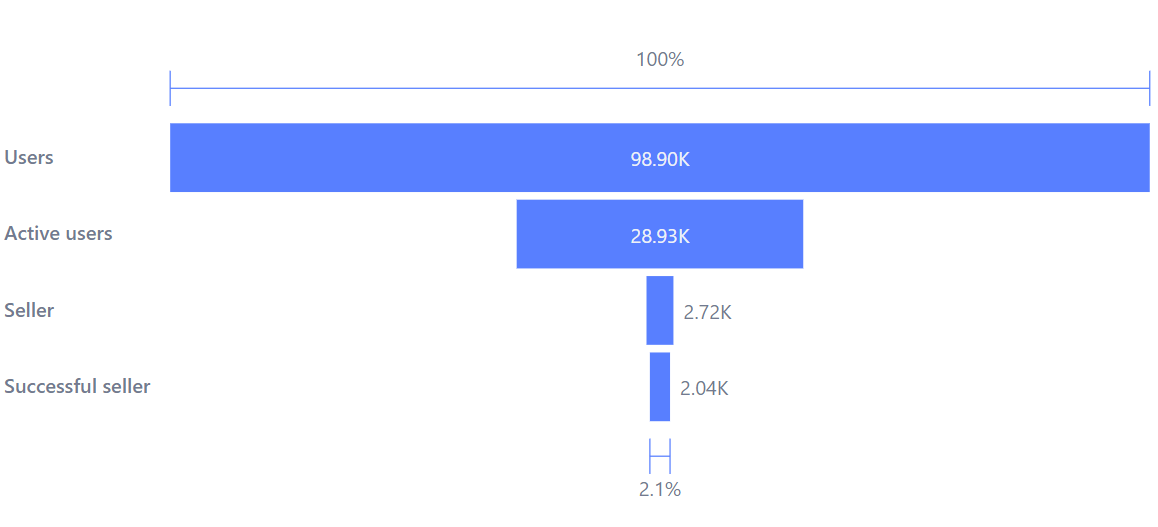 100%
Users
98.90K
Active users
28.93K
Seller
2.72K
Successful seller
2.04K
2.1%